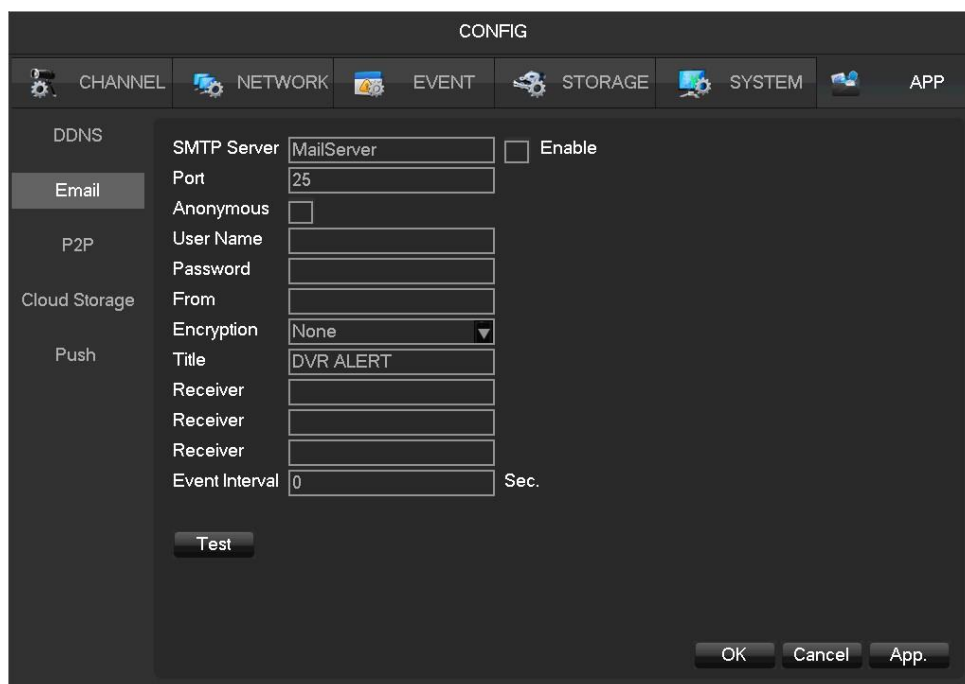 CONFIG
CHANNEL NETWORK EVENT STORAGE SYSTEM APP
DDNS
Email
P2P
Cloud Storage
Push
SMTP Server MailServer Enable
Port 25
Anonymous
User Name
Password
From
Encryption None
Title DVR ALERT
Receiver
Receiver
Receiver
Event Interval 0 Sec.
Test
OK Cancel App.